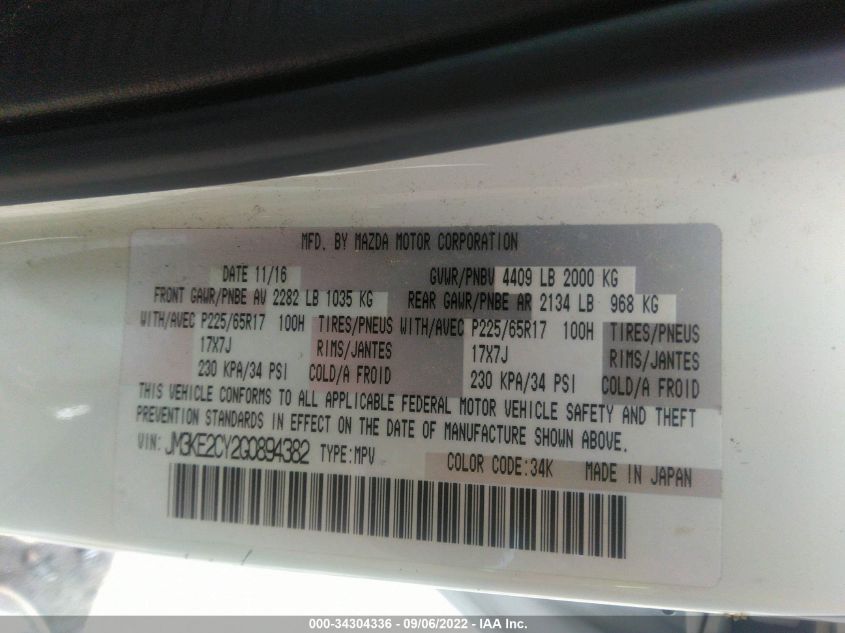 MFD. BY MAZDA MOTOR CORPORATION
DATE 11/16 GVWR/PNBV 4409 LB 2000 KG
FRONT GAWR/PNBE AV 2282 LB 1035 KG REAR GAWR/PNBE AR 2134 LB 968 KG
WITH/AVEC P225/65R17 100H TIRES/PNEUS WITH/AVEC P225/65R17 100H TIRES/PNEUS
17X7J RIMS/JANTES 17X7J RIMS/JANTES
230 KPA/34 PSI COLD/A FROID 230 KPA/34 PSI COLD/A FROID
THIS VEHICLE CONFORMS TO ALL APPLICABLE FEDERAL MOTOR VEHICLE SAFETY AND THEFT
PREVENTION STANDARDS IN EFFECT ON THE DATE OF MANUFACTURE SHOWN ABOVE.
VIN: JM3KE2CY2G0894382 TYPE:MPV COLOR CODE:34K MADE IN JAPAN
000-34304336 - 09/06/2022 - IAA Inc.